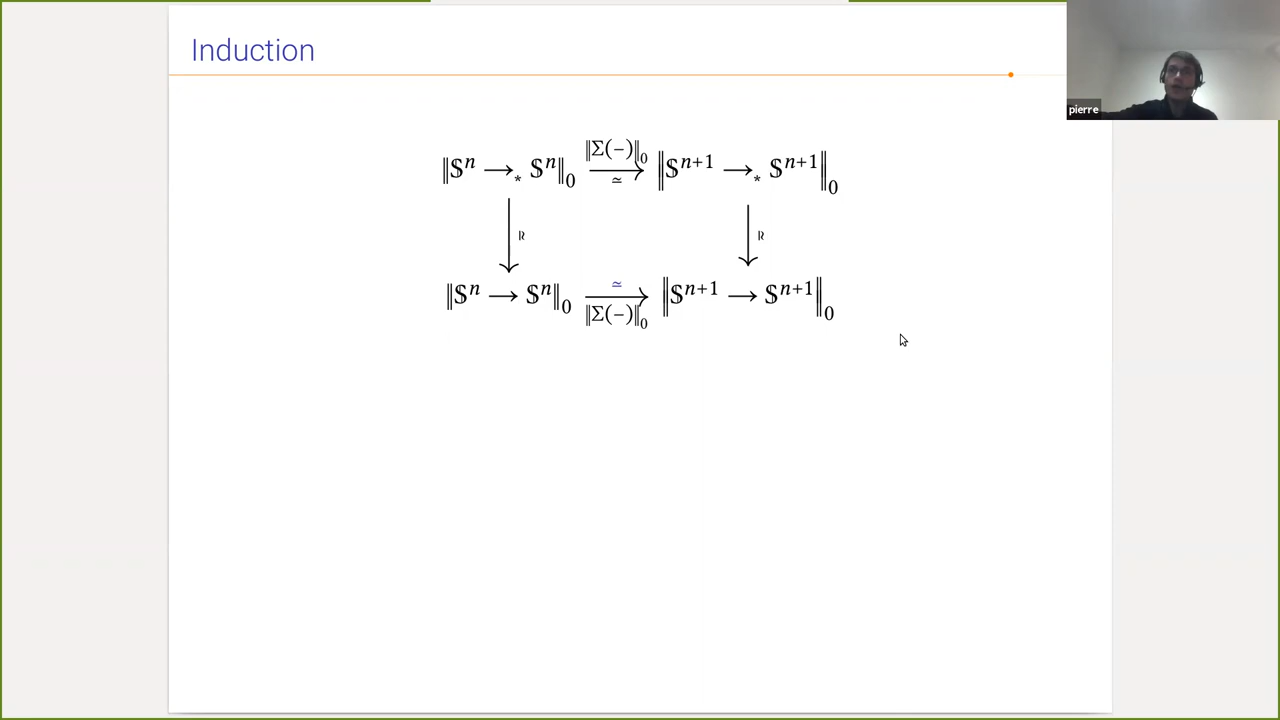 Induction
pierre
‖Σ(−)‖₀
‖𝕊ⁿ →∗ 𝕊ⁿ‖₀ ⟶ ‖𝕊ⁿ⁺¹ →∗ 𝕊ⁿ⁺¹‖₀
≃
≀ ≀
≃
‖𝕊ⁿ → 𝕊ⁿ‖₀ ⟶ ‖𝕊ⁿ⁺¹ → 𝕊ⁿ⁺¹‖₀
‖Σ(−)‖₀